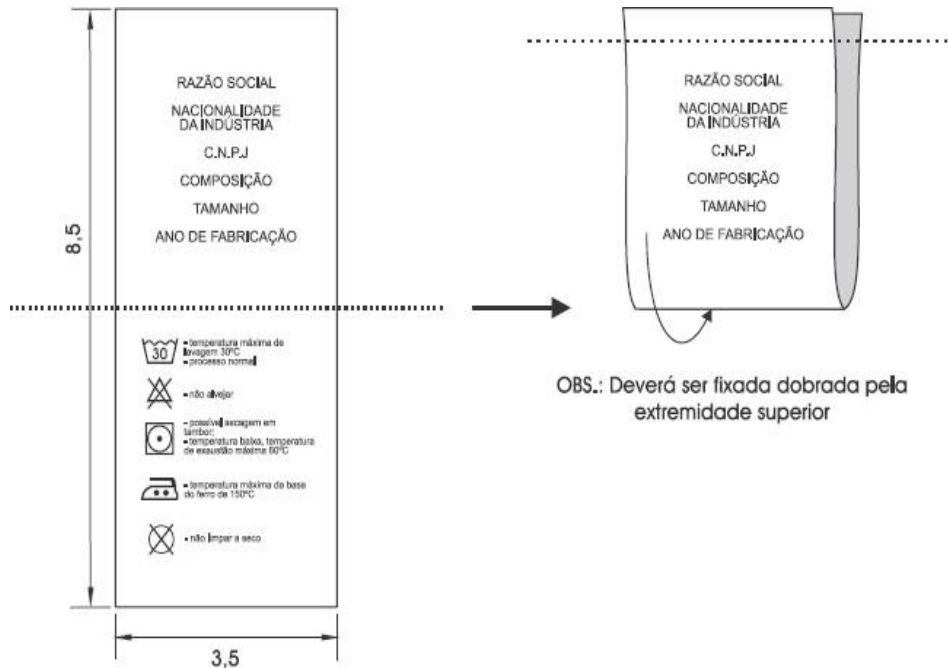 RAZÃO SOCIAL
NACIONALIDADE
DA INDÚSTRIA
C.N.P.J
COMPOSIÇÃO
TAMANHO
ANO DE FABRICAÇÃO
8,5
30
- temperatura máxima de
lavagem 30ºC
- processo normal
- não alvejar
- possível secagem em
tambor;
- temperatura baixa, temperatura
de exaustão máxima 60ºC
- temperatura máxima da base
do ferro de 150ºC
- não limpar a seco
3,5
RAZÃO SOCIAL
NACIONALIDADE
DA INDÚSTRIA
C.N.P.J
COMPOSIÇÃO
TAMANHO
ANO DE FABRICAÇÃO
OBS.: Deverá ser fixada dobrada pela
extremidade superior